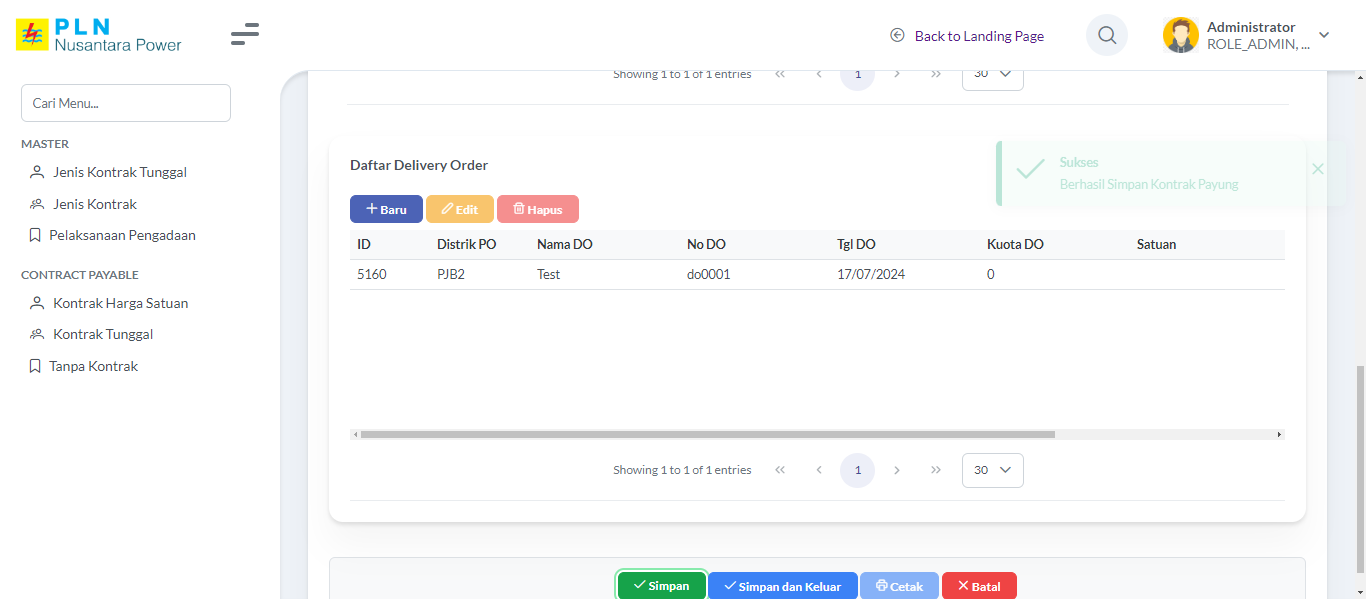 PLN
Nusantara Power
Back to Landing Page
Administrator
ROLE_ADMIN, ...
Cari Menu...
MASTER
Jenis Kontrak Tunggal
Jenis Kontrak
Pelaksanaan Pengadaan
CONTRACT PAYABLE
Kontrak Harga Satuan
Kontrak Tunggal
Tanpa Kontrak
Showing 1 to 1 of 1 entries << < 1 > >> 30
Daftar Delivery Order
Sukses
Berhasil Simpan Kontrak Payung
Baru Edit Hapus
ID Distrik PO Nama DO No DO Tgl DO Kuota DO Satuan
5160 PJB2 Test do0001 17/07/2024 0
Showing 1 to 1 of 1 entries << < 1 > >> 30
Simpan Simpan dan Keluar Cetak Batal